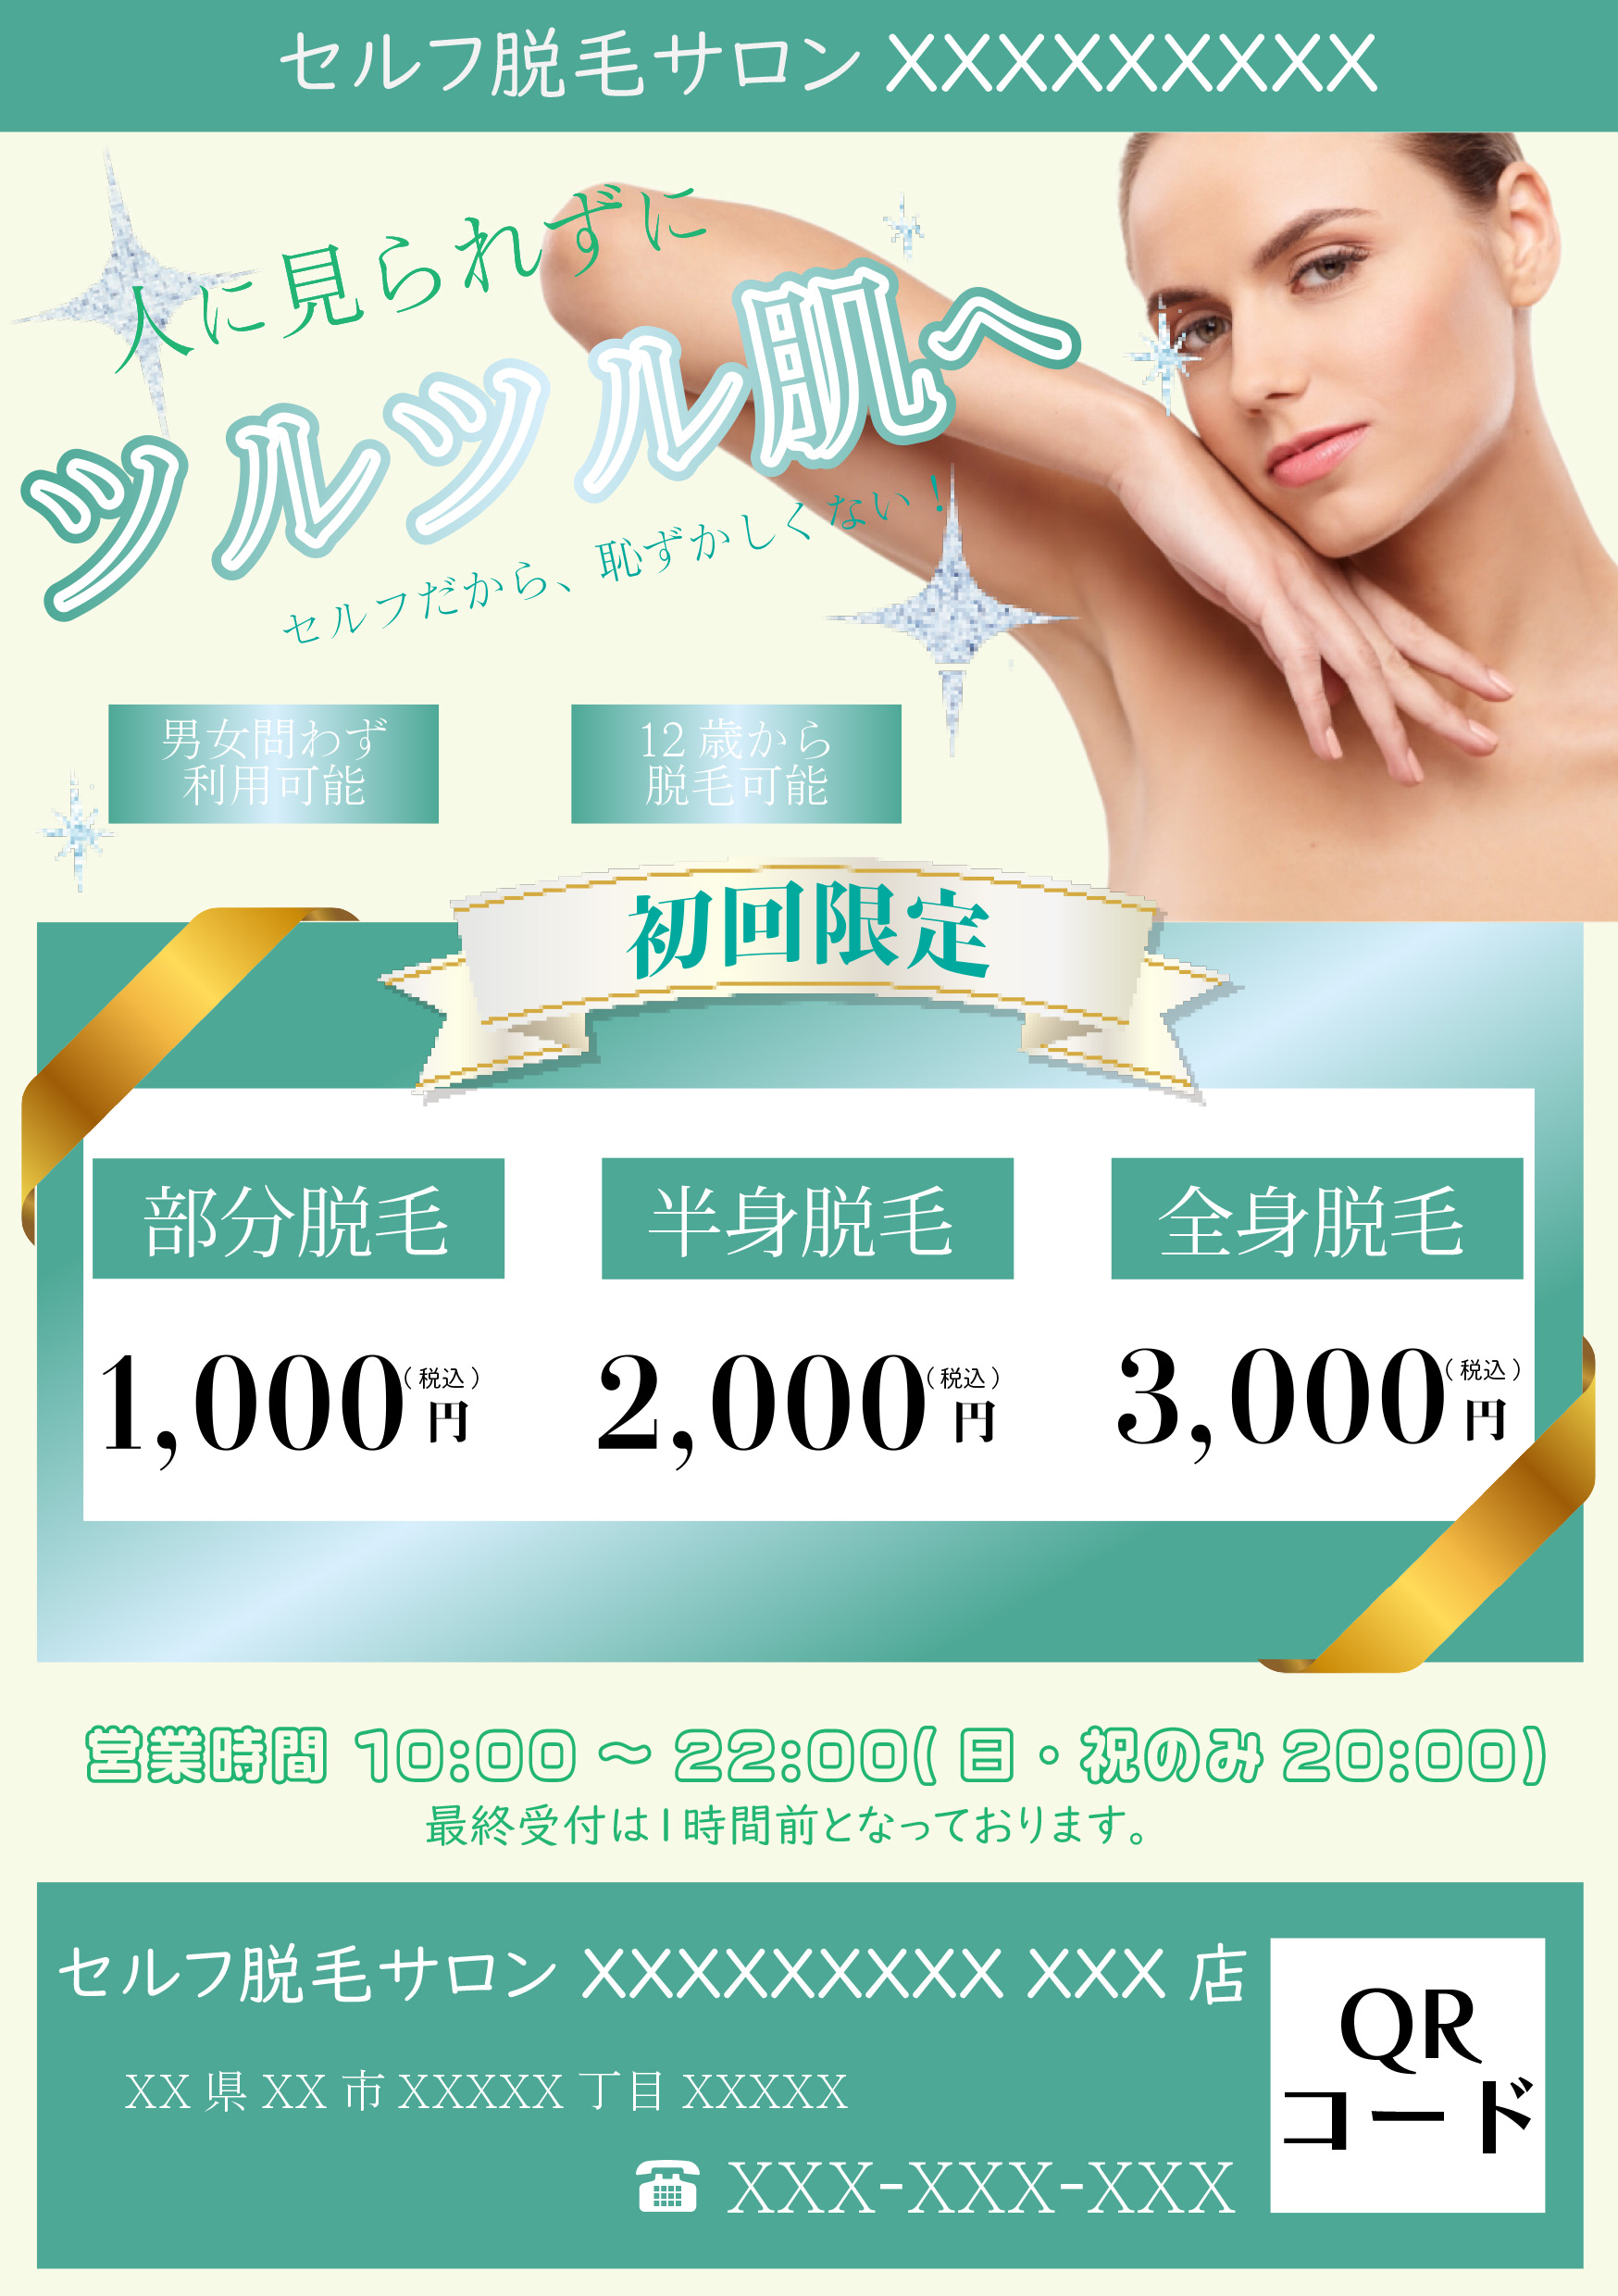 セルフ脱毛サロン XXXXXXXXX
人に見られずに
ツルツル肌へ
セルフだから、恥ずかしくない！
男女問わず
利用可能
12歳から
脱毛可能
初回限定
部分脱毛
1,000円(税込)
半身脱毛
2,000円(税込)
全身脱毛
3,000円(税込)
営業時間 10:00～22:00(日・祝のみ20:00)
最終受付は1時間前となっております。
セルフ脱毛サロン XXXXXXXXX XXX店
XX県XX市XXXXX丁目XXXXX
☎ XXX-XXX-XXX
QR
コード